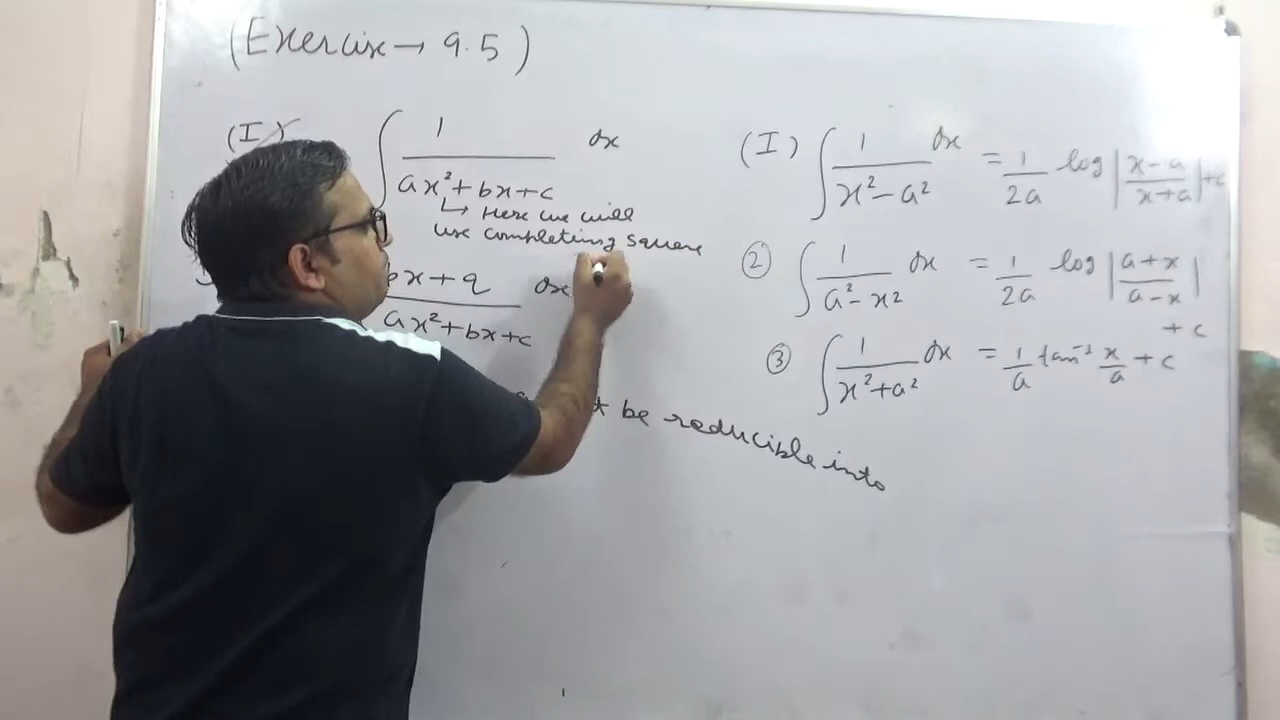 (Exercise → 9.5)
(I) ∫ 1/(ax²+bx+c) dx
↳ Here we will
use completing square
px+q/(ax²+bx+c) dx
be reducible into
(I) ∫ 1/(x²-a²) dx = 1/2a log |x-a/x+a| + c
② ∫ 1/(a²-x²) dx = 1/2a log |a+x/a-x| + c
③ ∫ 1/(x²+a²) dx = 1/a tan⁻¹ x/a + c